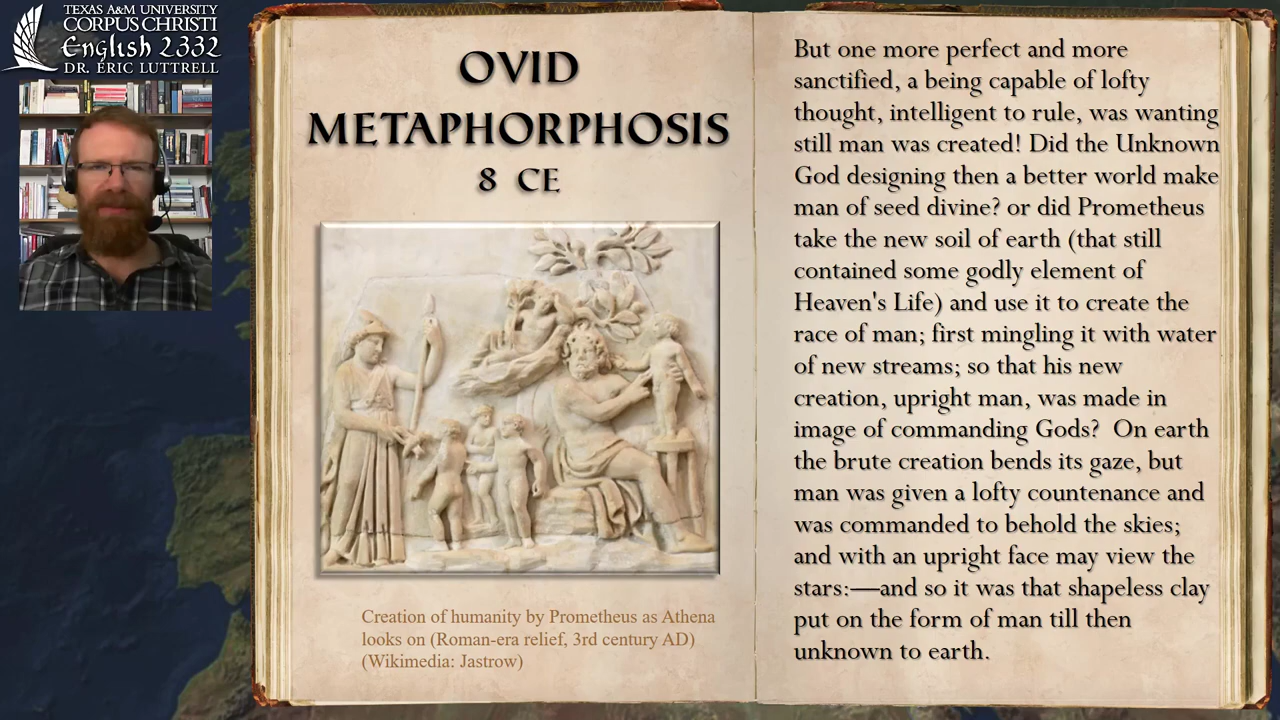 TEXAS A&M UNIVERSITY
CORPUS CHRISTI
English 2332
DR. ERIC LUTTRELL
OVID
METAPHORPHOSIS
8 CE
Creation of humanity by Prometheus as Athena
looks on (Roman-era relief, 3rd century AD)
(Wikimedia: Jastrow)
But one more perfect and more
sanctified, a being capable of lofty
thought, intelligent to rule, was wanting
still man was created! Did the Unknown
God designing then a better world make
man of seed divine? or did Prometheus
take the new soil of earth (that still
contained some godly element of
Heaven's Life) and use it to create the
race of man; first mingling it with water
of new streams; so that his new
creation, upright man, was made in
image of commanding Gods?  On earth
the brute creation bends its gaze, but
man was given a lofty countenance and
was commanded to behold the skies;
and with an upright face may view the
stars:—and so it was that shapeless clay
put on the form of man till then
unknown to earth.